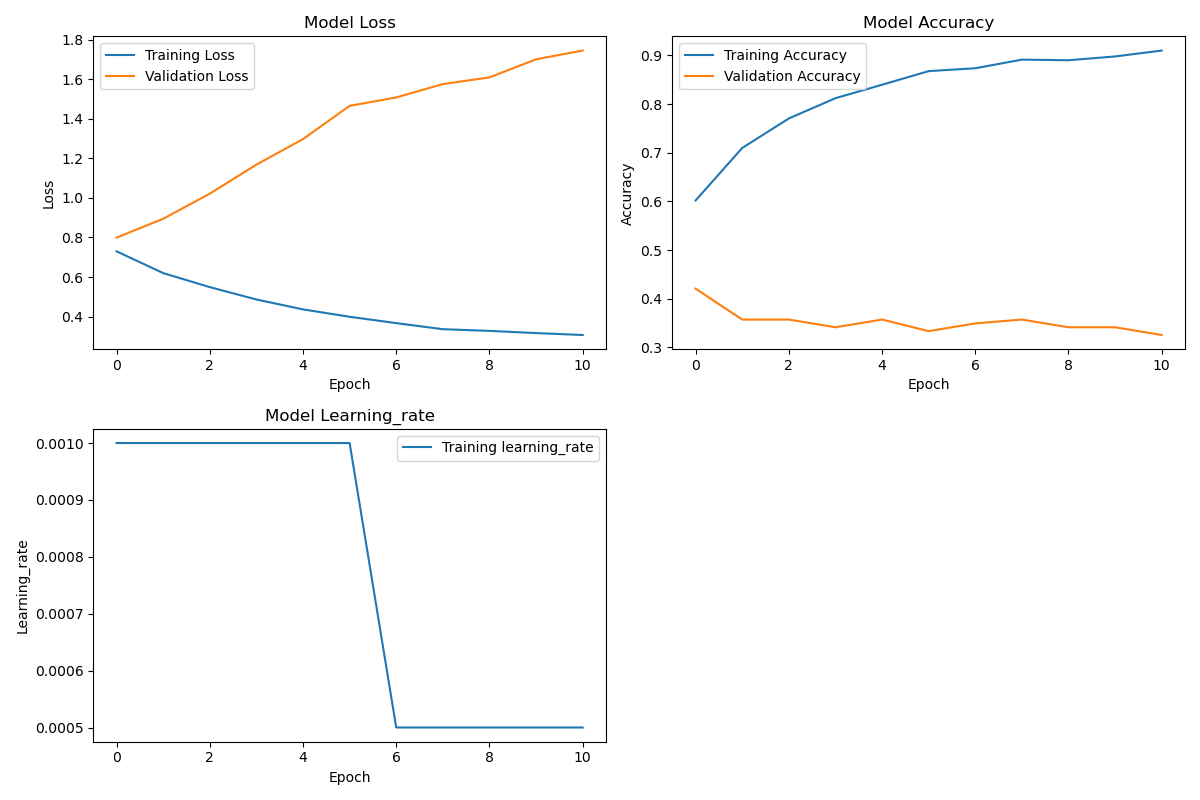 Model Loss
Training Loss
Validation Loss
Loss
1.8
1.6
1.4
1.2
1.0
0.8
0.6
0.4
0 2 4 6 8 10
Epoch
Model Accuracy
Training Accuracy
Validation Accuracy
Accuracy
0.9
0.8
0.7
0.6
0.5
0.4
0.3
0 2 4 6 8 10
Epoch
Model Learning_rate
Training learning_rate
Learning_rate
0.0010
0.0009
0.0008
0.0007
0.0006
0.0005
0 2 4 6 8 10
Epoch